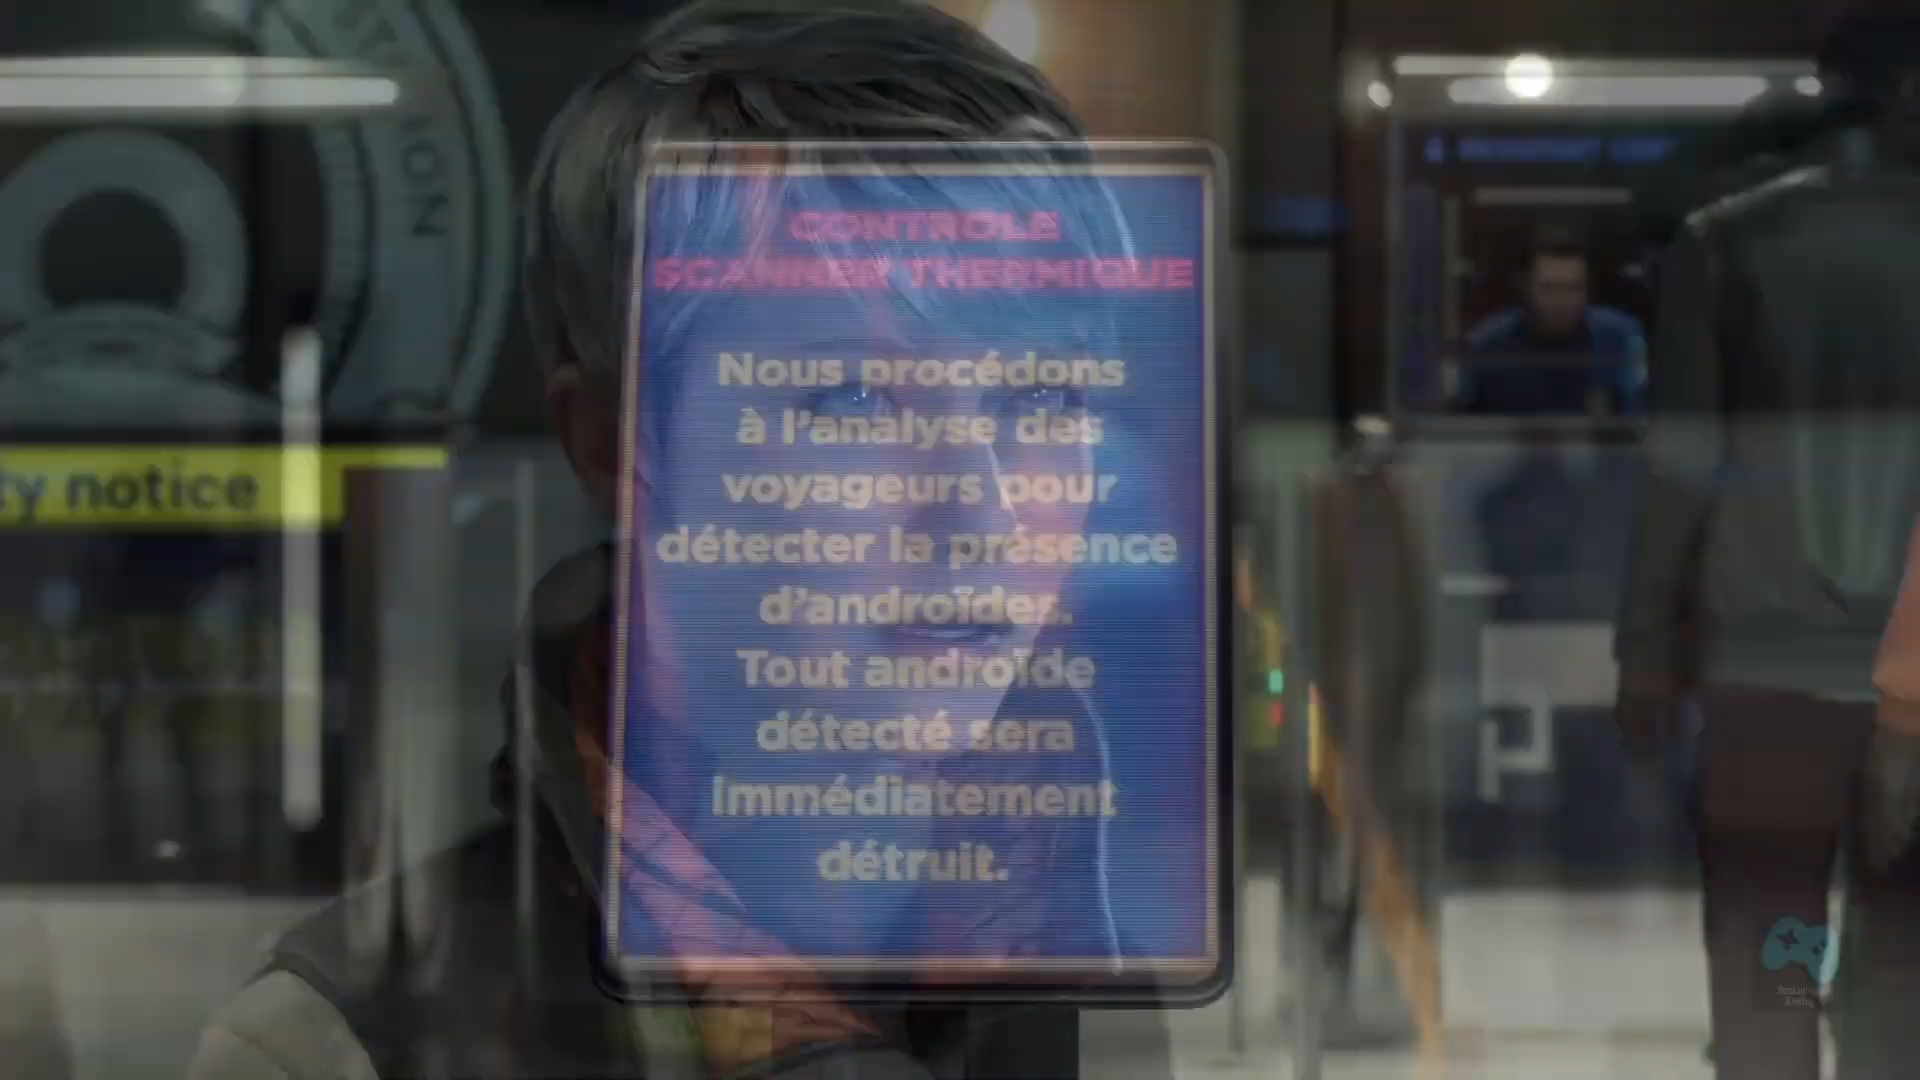 STATION
ty notice
CONTROLE
SCANNER THERMIQUE
Nous procédons
à l'analyse des
voyageurs pour
détecter la présence
d'androïdes.
Tout androïde
détecté sera
immédiatement
détruit.